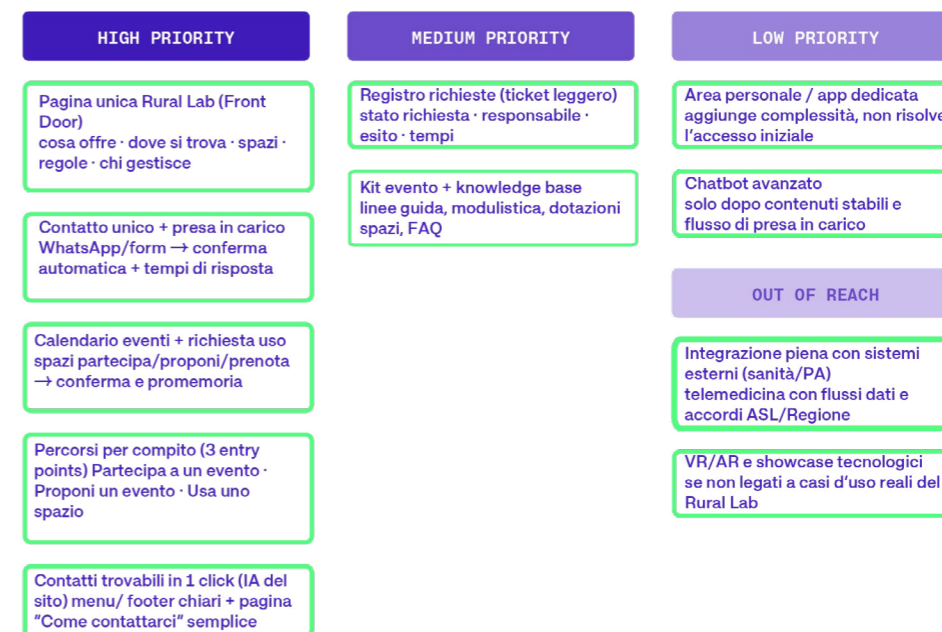 HIGH PRIORITY
Pagina unica Rural Lab (Front
Door)
cosa offre · dove si trova · spazi ·
regole · chi gestisce
Contatto unico + presa in carico
WhatsApp/form → conferma
automatica + tempi di risposta
Calendario eventi + richiesta uso
spazi partecipa/proponi/prenota
→ conferma e promemoria
Percorsi per compito (3 entry
points) Partecipa a un evento ·
Proponi un evento · Usa uno
spazio
Contatti trovabili in 1 click (IA del
sito) menu/ footer chiari + pagina
"Come contattarci" semplice
MEDIUM PRIORITY
Registro richieste (ticket leggero)
stato richiesta · responsabile ·
esito · tempi
Kit evento + knowledge base
linee guida, modulistica, dotazioni
spazi, FAQ
LOW PRIORITY
Area personale / app dedicata
aggiunge complessità, non risolve
l'accesso iniziale
Chatbot avanzato
solo dopo contenuti stabili e
flusso di presa in carico
OUT OF REACH
Integrazione piena con sistemi
esterni (sanità/PA)
telemedicina con flussi dati e
accordi ASL/Regione
VR/AR e showcase tecnologici
se non legati a casi d'uso reali del
Rural Lab